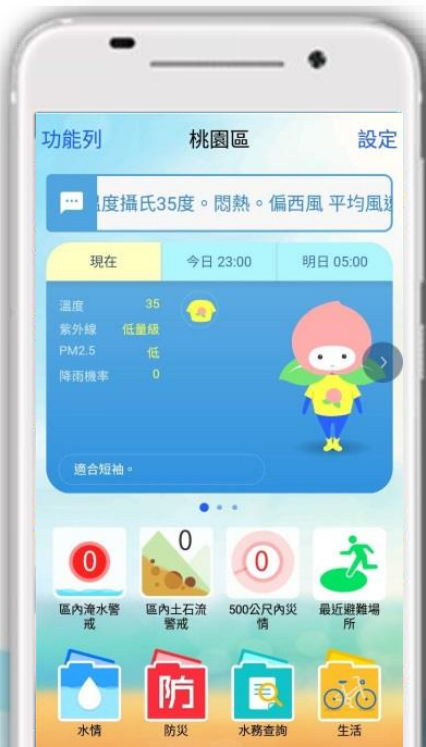 功能列 桃園區 設定
溫度攝氏35度。悶熱。偏西風 平均風速
現在 今日 23:00 明日 05:00
溫度 35
紫外線 低量級
PM2.5 低
降雨機率 0
適合短袖。
0 0 0
區內淹水警戒 區內土石流警戒 500公尺內災情 最近避難場所
防
水情 防災 水務查詢 生活